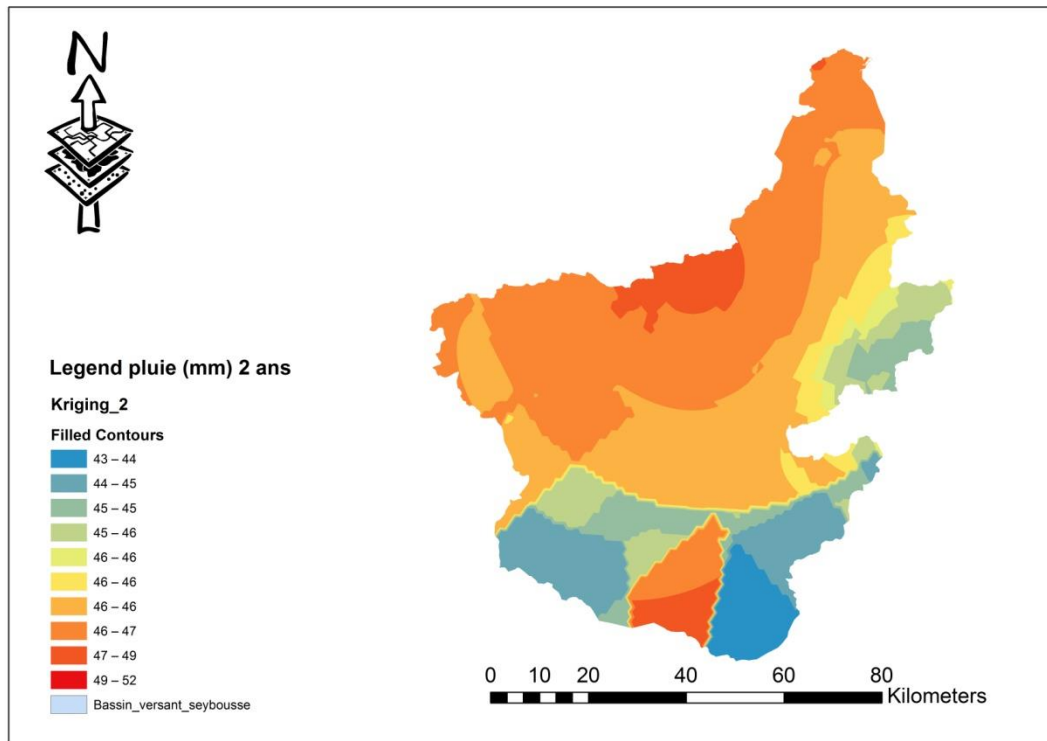 N
Legend pluie (mm) 2 ans
Kriging_2
Filled Contours
43 – 44
44 – 45
45 – 45
45 – 46
46 – 46
46 – 46
46 – 46
46 – 47
47 – 49
49 – 52
Bassin_versant_seybousse
0 10 20 40 60 80
Kilometers